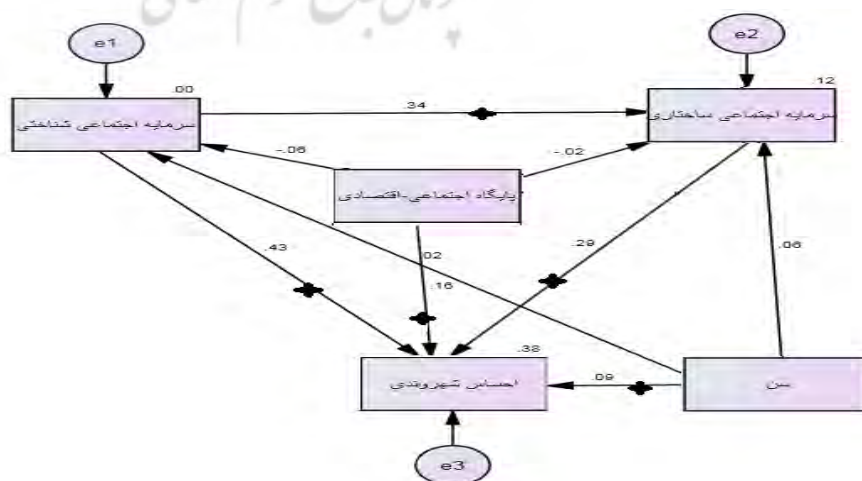 e1
e2
.00
.12
سرمایه اجتماعی شناختی
.34
سرمایه اجتماعی ساختاری
-.06
-.02
پایگاه اجتماعی-اقتصادی
.43
.02
.16
.29
.06
.38
احساس شهروندی
.09
سن
e3